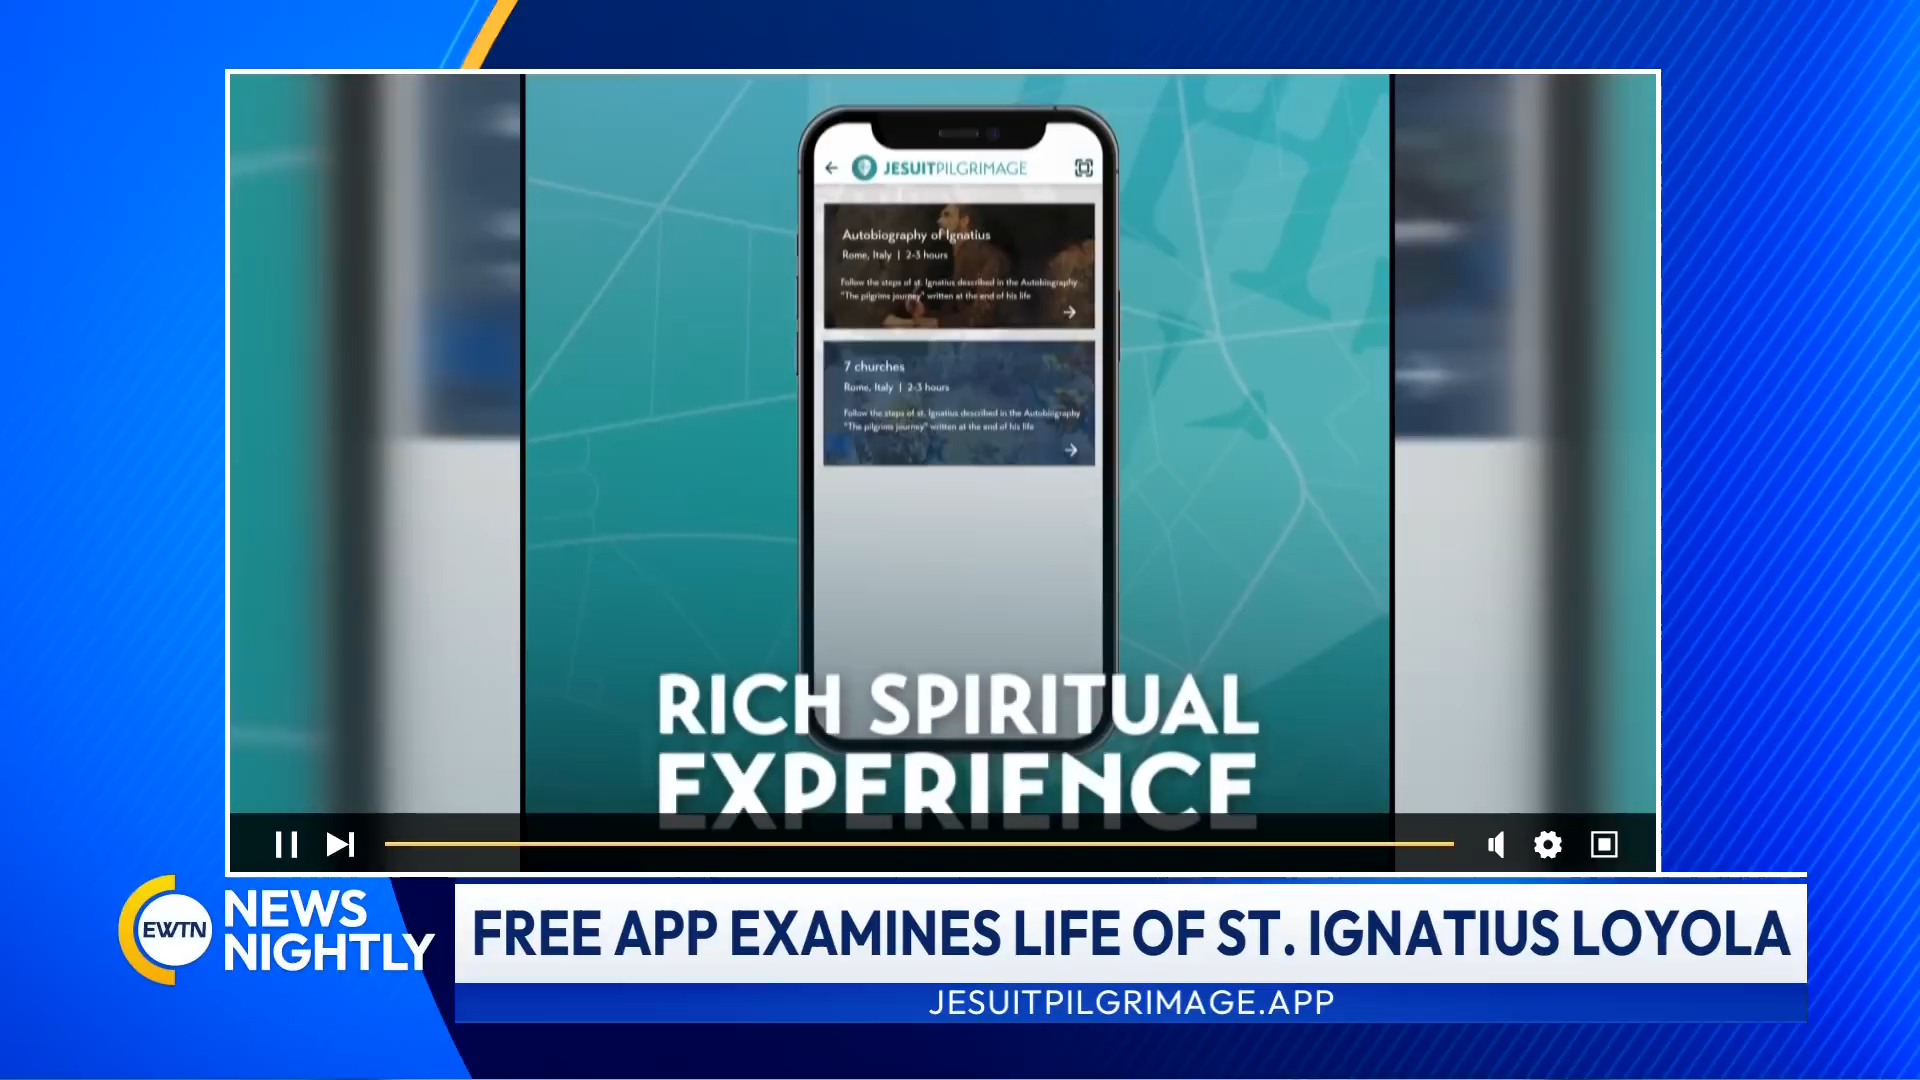 JESUITPILGRIMAGE
Autobiography of Ignatius
Rome, Italy | 2-3 hours
Follow the steps of st. Ignatius described in the Autobiography
"The pilgrims journey" written at the end of his life
7 churches
Rome, Italy | 2-3 hours
Follow the steps of st. Ignatius described in the Autobiography
"The pilgrims journey" written at the end of his life
RICH SPIRITUAL
EXPERIENCE
EWTN
NEWS
NIGHTLY
FREE APP EXAMINES LIFE OF ST. IGNATIUS LOYOLA
JESUITPILGRIMAGE.APP